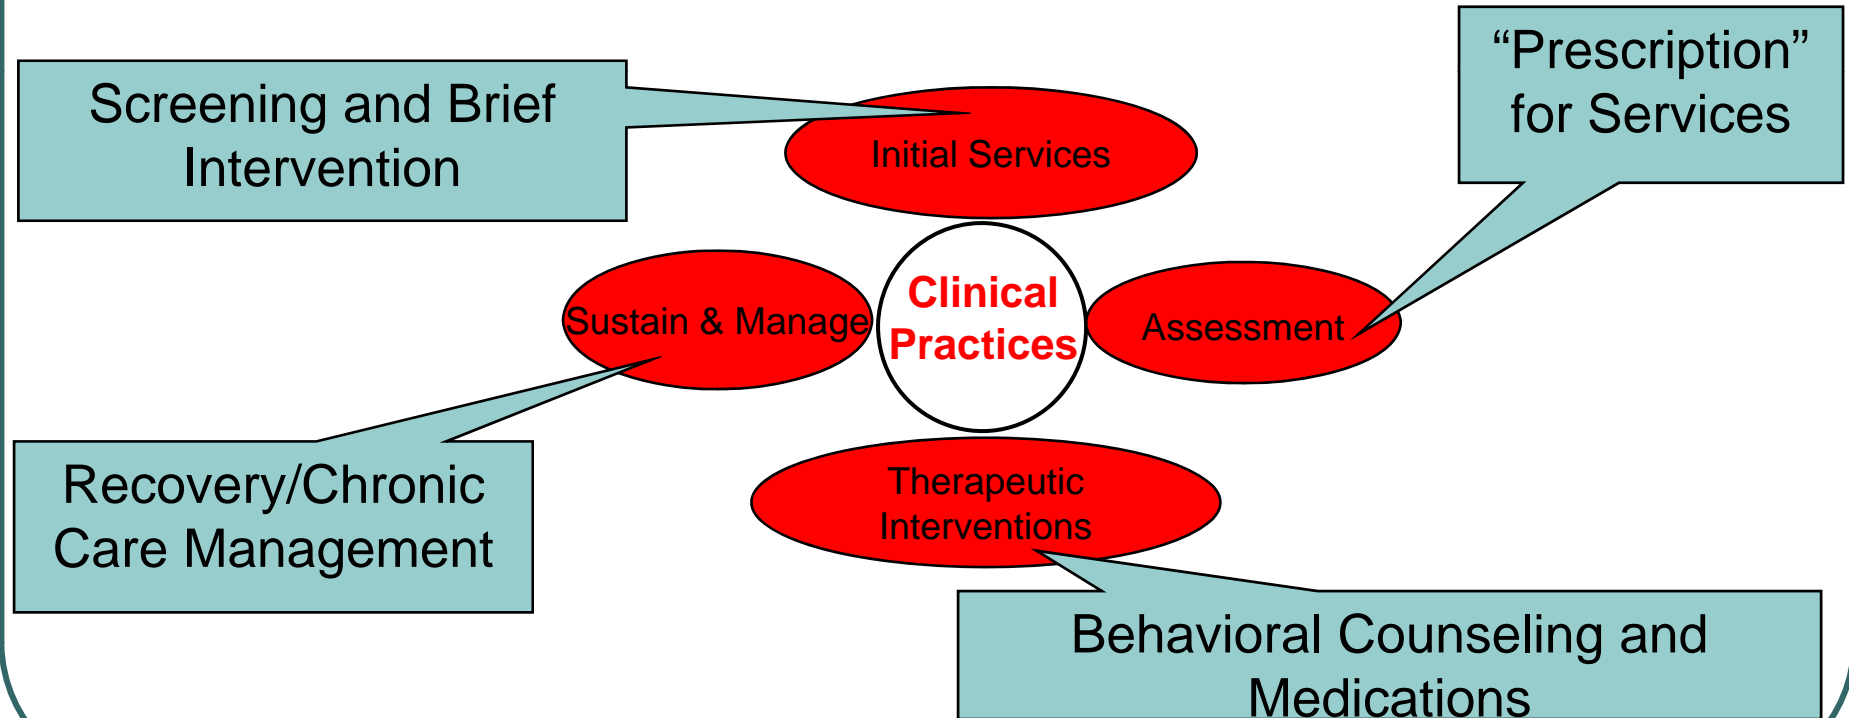 Screening and Brief
Intervention
Initial Services
“Prescription”
for Services
Sustain & Manage
Clinical
Practices
Assessment
Recovery/Chronic
Care Management
Therapeutic
Interventions
Behavioral Counseling and
Medications